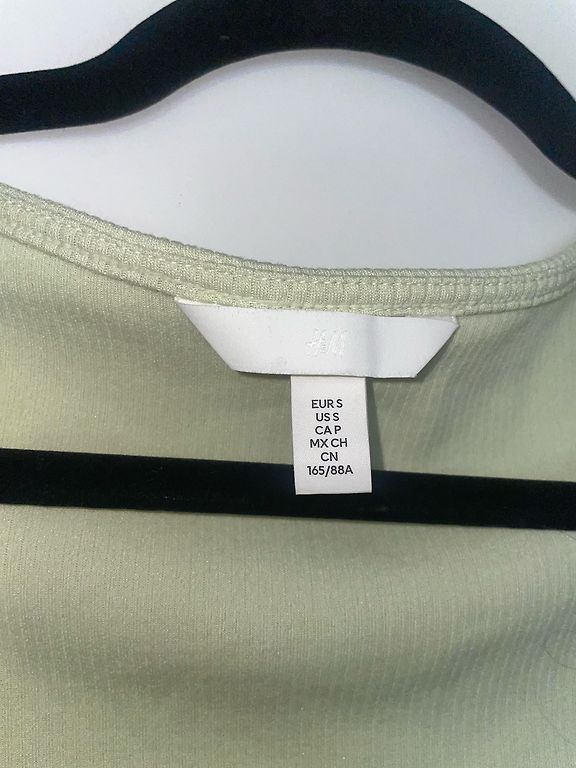 H&M
EUR S
US S
CA P
MX CH
CN
165/88A